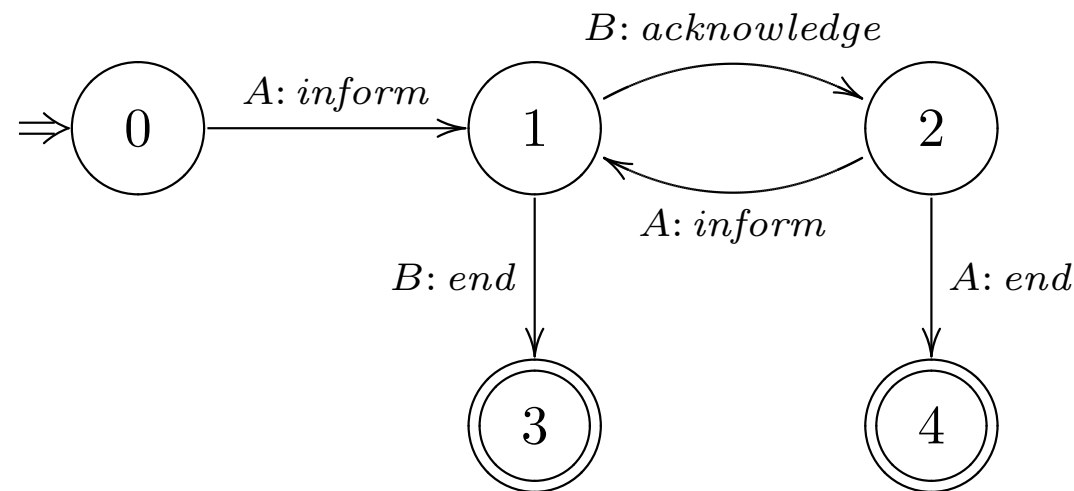 B: acknowledge
A: inform
0
1
2
A: inform
B: end
A: end
3
4